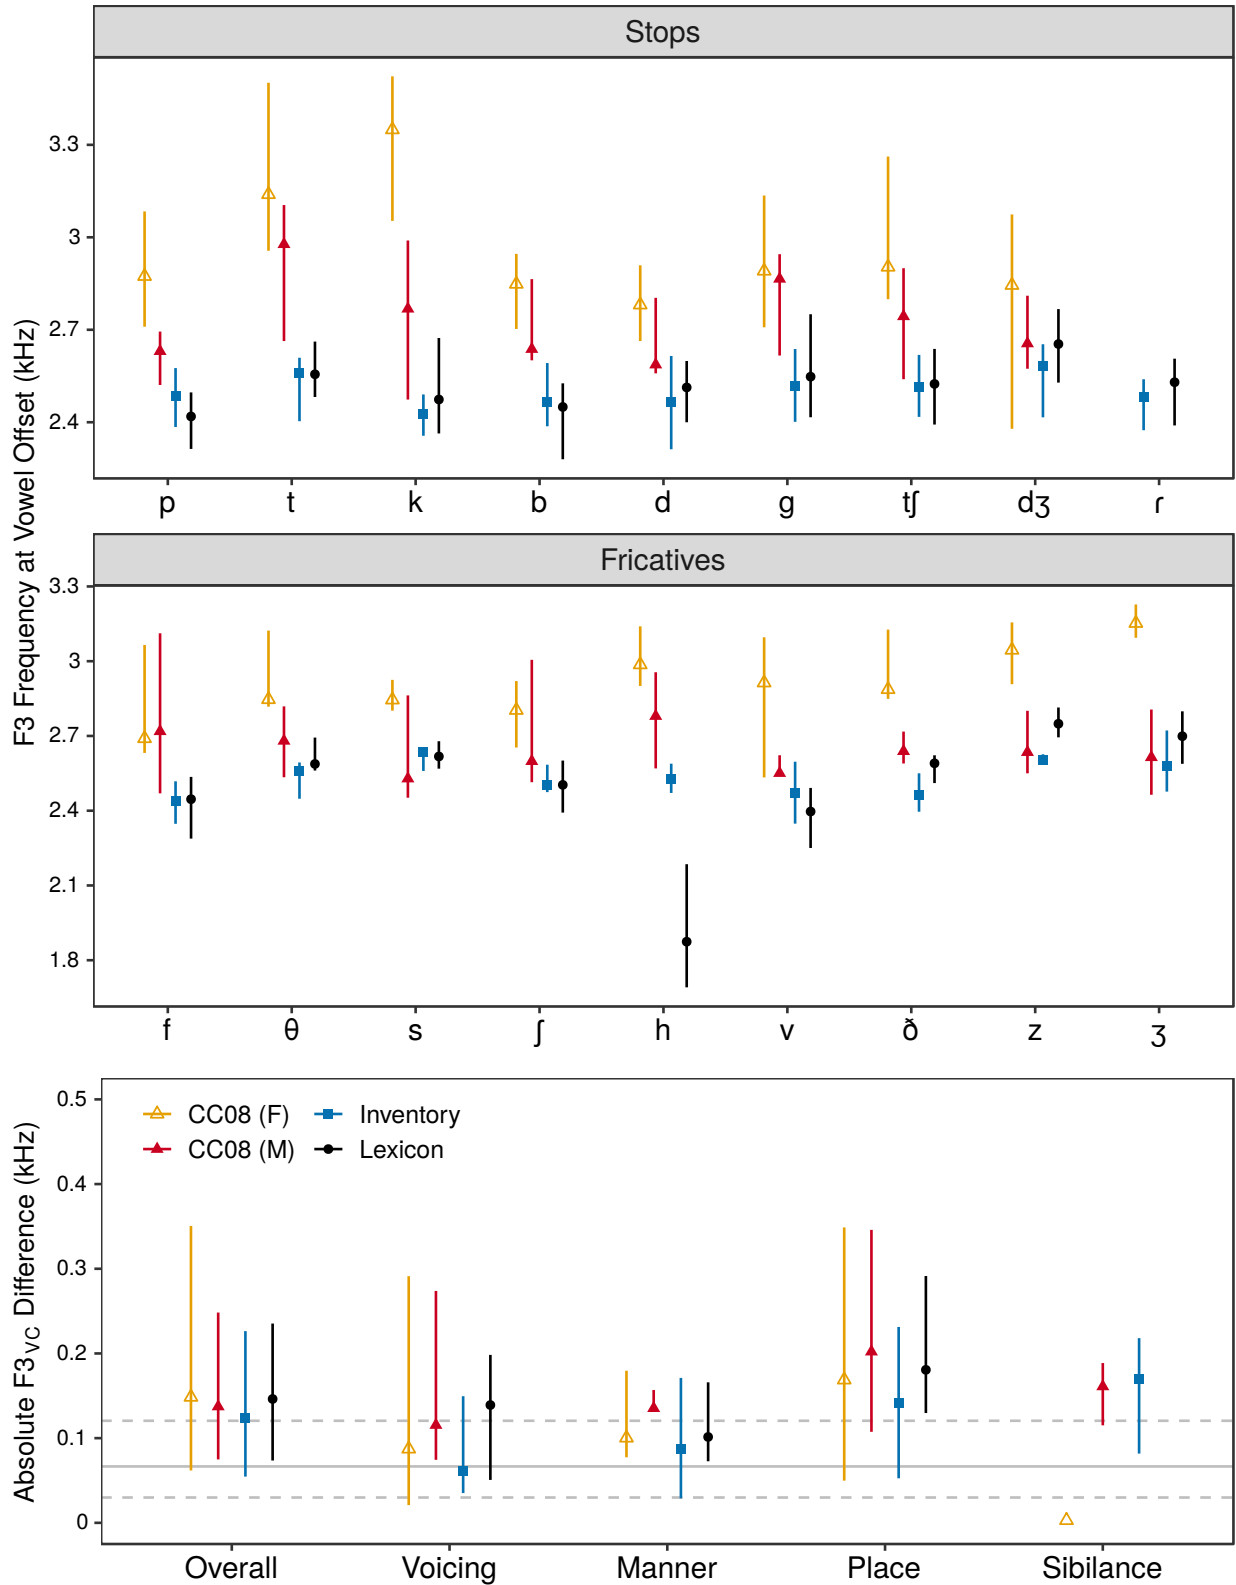 Stops
F3 Frequency at Vowel Offset (kHz)
3.3
3
2.7
2.4
p t k b d g tʃ dʒ ɾ
Fricatives
3.3
3
2.7
2.4
2.1
1.8
f θ s ʃ h v ð z ʒ
Absolute F3VC Difference (kHz)
0.5
0.4
0.3
0.2
0.1
0
CC08 (F) Inventory
CC08 (M) Lexicon
Overall Voicing Manner Place Sibilance